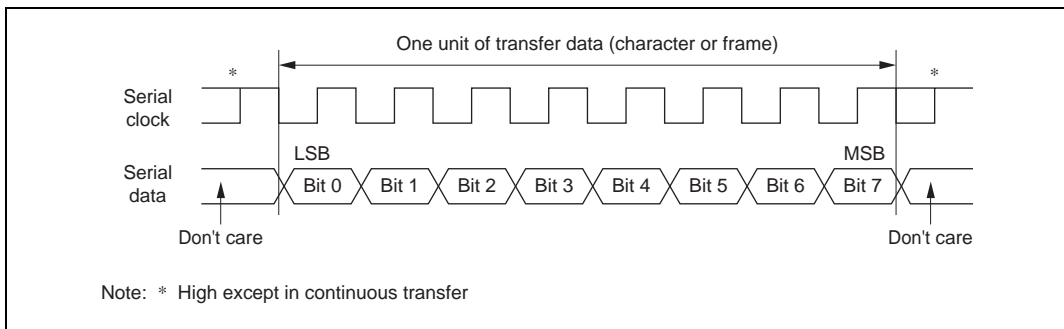 One unit of transfer data (character or frame)
*
*
Serial
clock
LSB
MSB
Serial
data
Bit 0
Bit 1
Bit 2
Bit 3
Bit 4
Bit 5
Bit 6
Bit 7
Don't care
Don't care
Note: * High except in continuous transfer